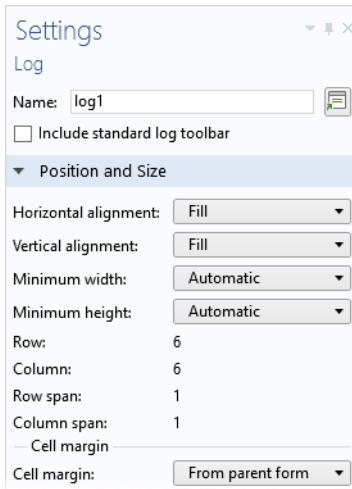 Settings
Log
Name: log1
Include standard log toolbar
Position and Size
Horizontal alignment: Fill
Vertical alignment: Fill
Minimum width: Automatic
Minimum height: Automatic
Row: 6
Column: 6
Row span: 1
Column span: 1
Cell margin
Cell margin: From parent form